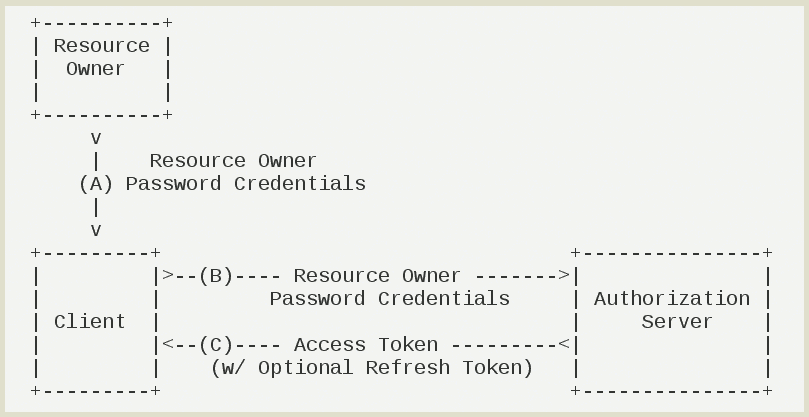 +----------+
| Resource |
|  Owner   |
|          |
+----------+
     v
     |    Resource Owner
    (A) Password Credentials
     |
     v
+---------+                                  +---------------+
|         |>--(B)---- Resource Owner ------->|               |
|         |         Password Credentials     | Authorization |
| Client  |                                  |     Server    |
|         |<--(C)---- Access Token ---------<|               |
|         |    (w/ Optional Refresh Token)   |               |
+---------+                                  +---------------+